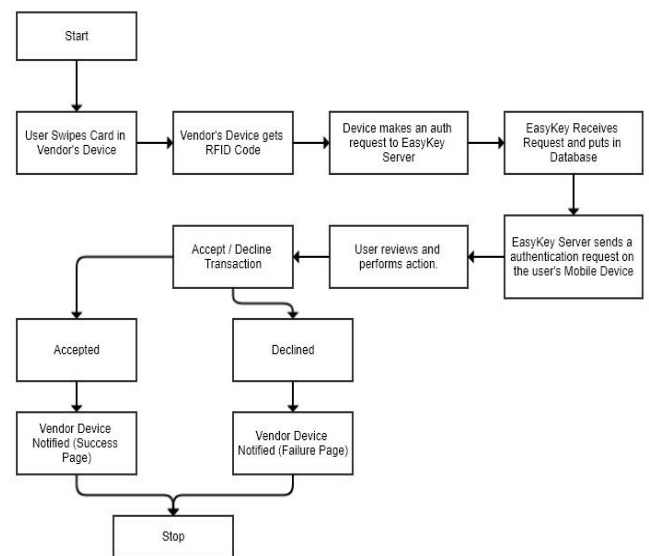 Start
User Swipes Card in
Vendor's Device
Vendor's Device gets
RFID Code
Device makes an auth
request to EasyKey
Server
EasyKey Receives
Request and puts in
Database
Accept / Decline
Transaction
User reviews and
performs action.
EasyKey Server sends a
authentication request on
the user's Mobile Device
Accepted
Declined
Vendor Device
Notified (Success
Page)
Vendor Device
Notified (Failure Page)
Stop